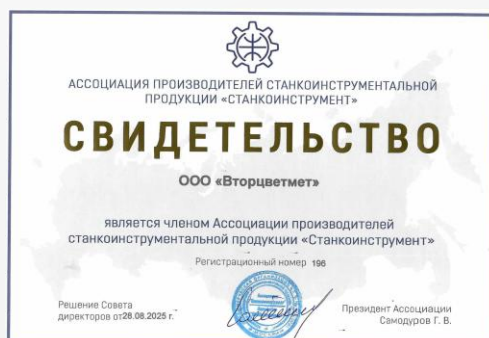 АССОЦИАЦИЯ ПРОИЗВОДИТЕЛЕЙ СТАНКОИНСТРУМЕНТАЛЬНОЙ
ПРОДУКЦИИ «СТАНКОИНСТРУМЕНТ»
СВИДЕТЕЛЬСТВО
ООО «Вторцветмет»
является членом Ассоциации производителей
станкоинструментальной продукции «Станкоинструмент»
Регистрационный номер 196
Решение Совета
директоров от28.08.2025 г.
Президент Ассоциации
Самодуров Г. В.